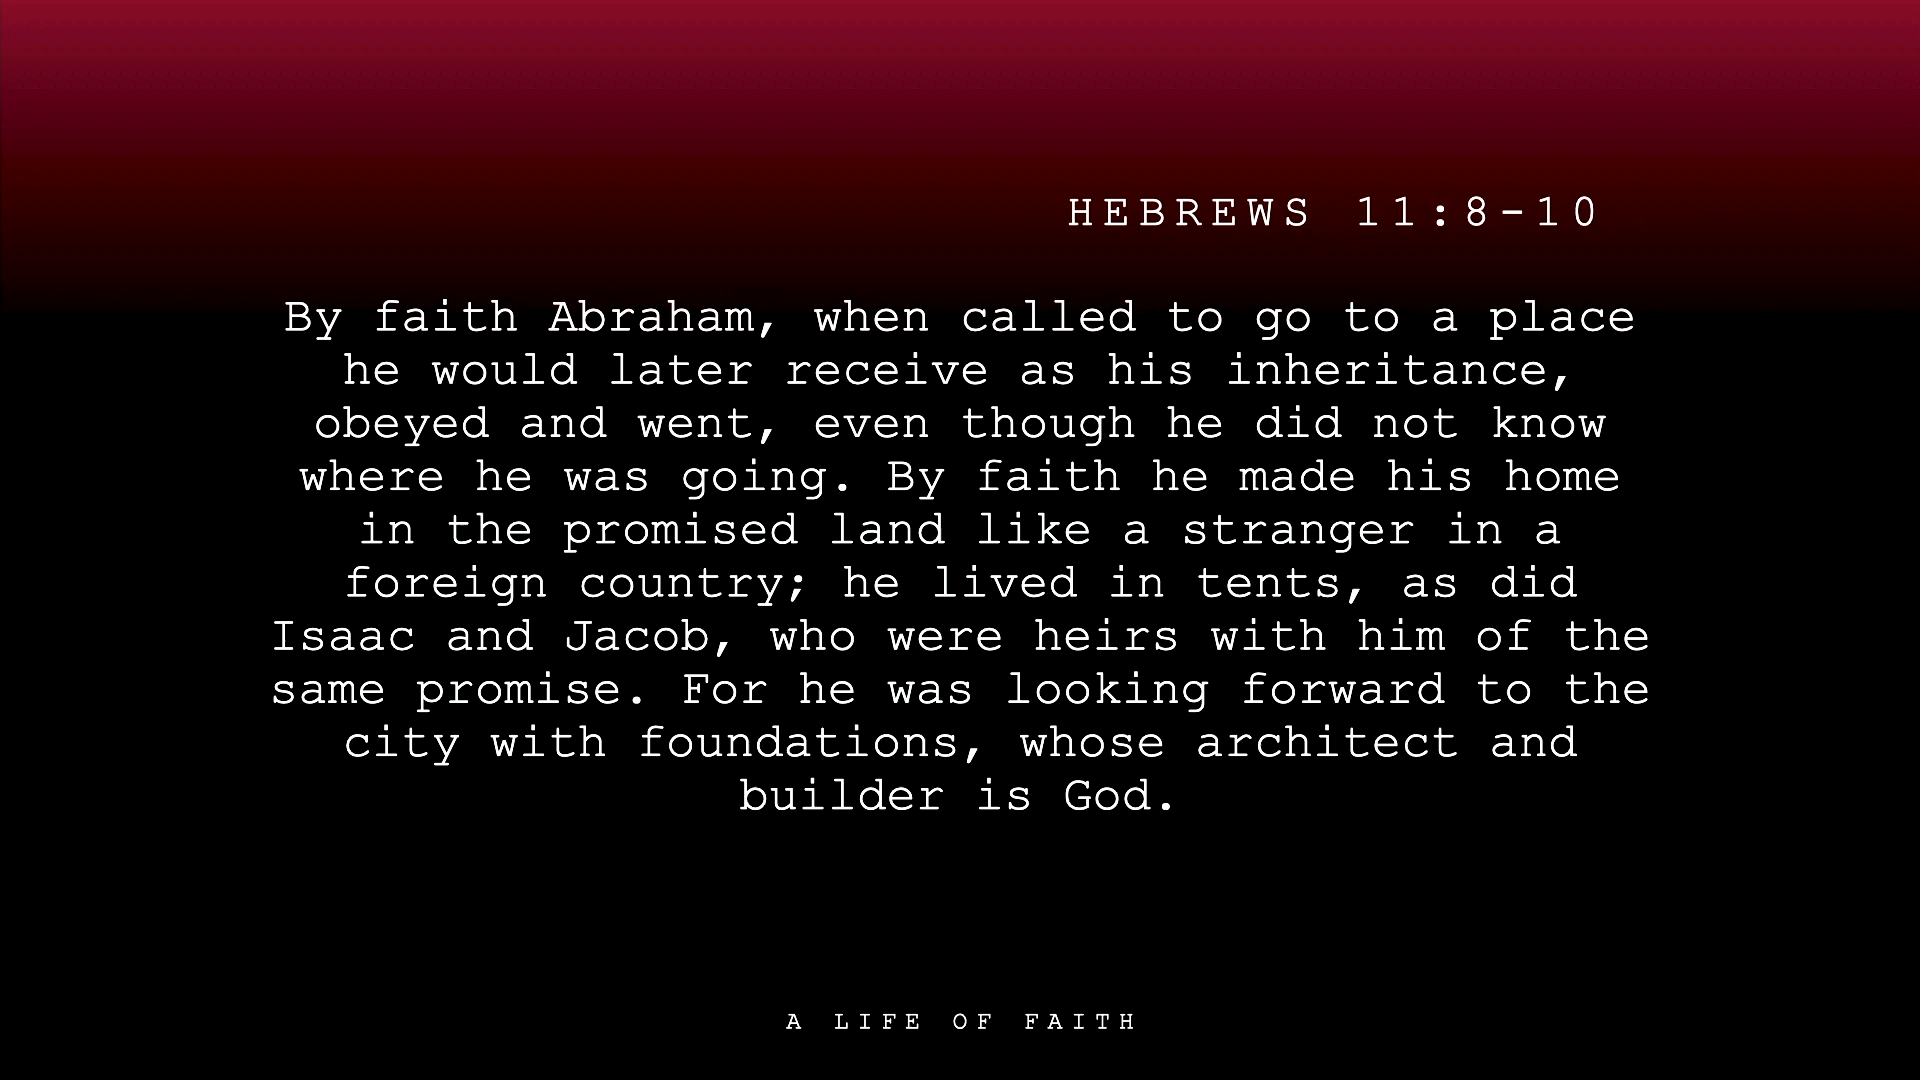 HEBREWS 11:8-10
By faith Abraham, when called to go to a place
he would later receive as his inheritance,
obeyed and went, even though he did not know
where he was going. By faith he made his home
in the promised land like a stranger in a
foreign country; he lived in tents, as did
Isaac and Jacob, who were heirs with him of the
same promise. For he was looking forward to the
city with foundations, whose architect and
builder is God.
A LIFE OF FAITH